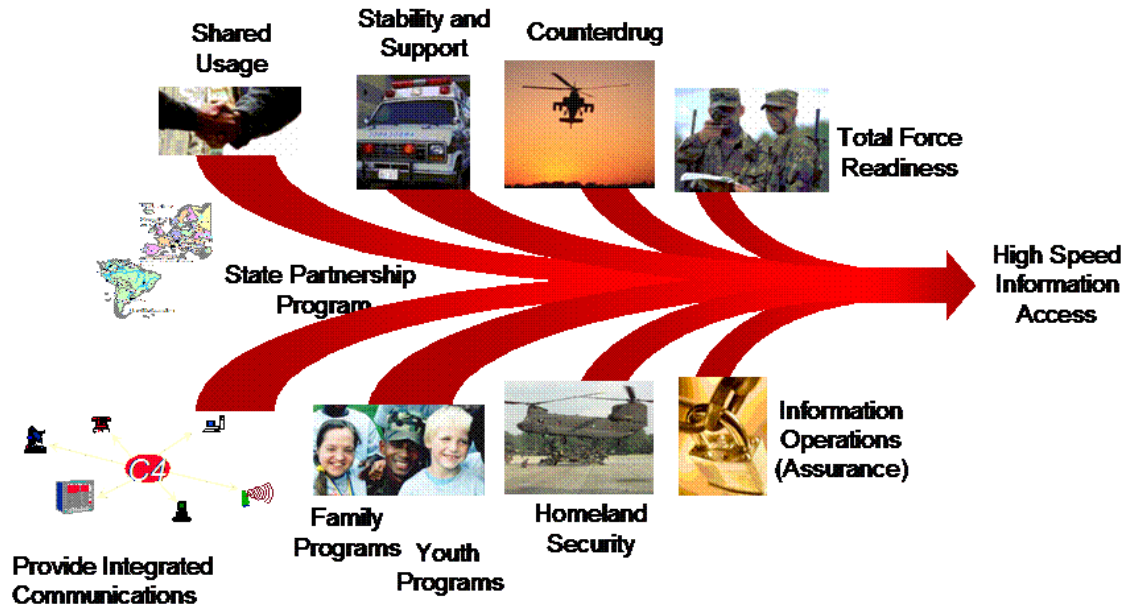 Shared
Usage
Stability and
Support
Counterdrug
Total Force
Readiness
State Partnership
Program
High Speed
Information
Access
C4
Provide Integrated
Communications
Family
Programs
Youth
Programs
Homeland
Security
Information
Operations
(Assurance)